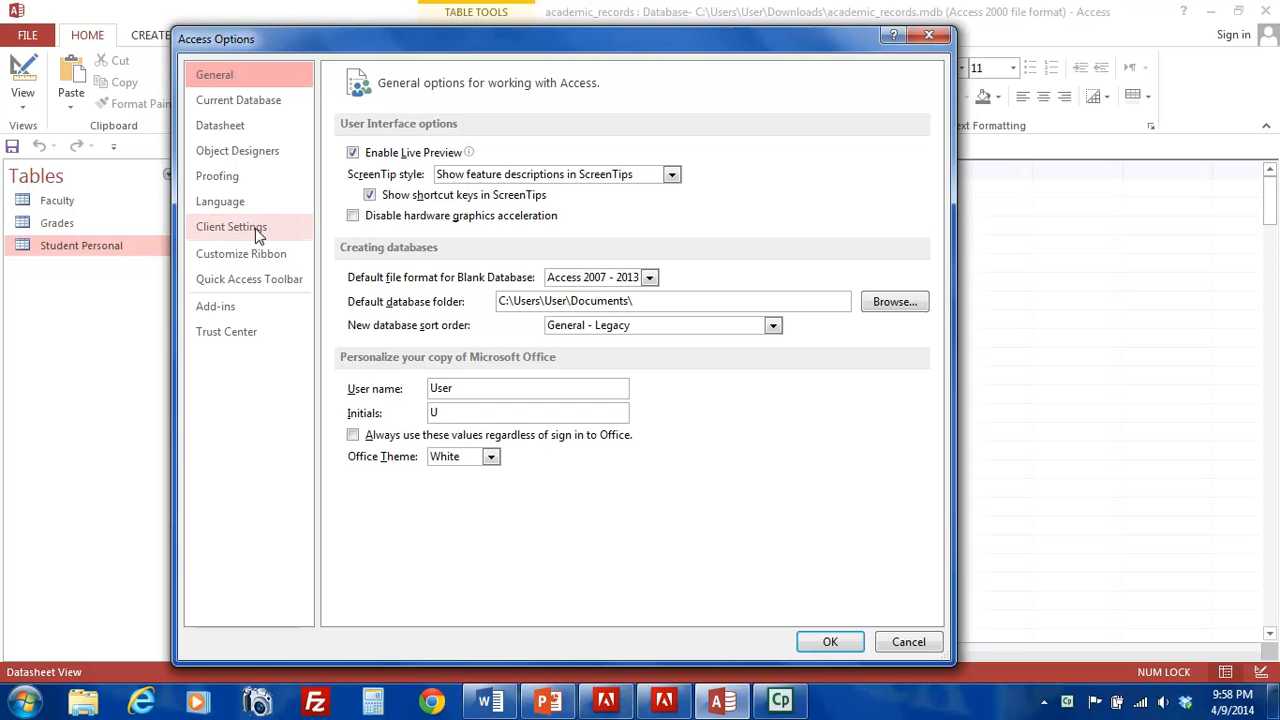 TABLE TOOLS
academic_records : Database- C:\Users\User\Downloads\academic_records.mdb (Access 2000 file format) - Access
FILE
HOME
Sign in
View
Views
Paste
Cut
Copy
Clipboard
11
Text Formatting
Tables
Faculty
Grades
Student Personal
Access Options
General
Current Database
Datasheet
Object Designers
Proofing
Language
Client Settings
Customize Ribbon
Quick Access Toolbar
Add-ins
Trust Center
General options for working with Access.
User Interface options
Enable Live Preview
ScreenTip style: Show feature descriptions in ScreenTips
Show shortcut keys in ScreenTips
Disable hardware graphics acceleration
Creating databases
Default file format for Blank Database: Access 2007 - 2013
Default database folder: C:\Users\User\Documents\ Browse...
New database sort order: General - Legacy
Personalize your copy of Microsoft Office
User name: User
Initials: U
Always use these values regardless of sign in to Office.
Office Theme: White
OK Cancel
Datasheet View
NUM LOCK
9:58 PM
4/9/2014